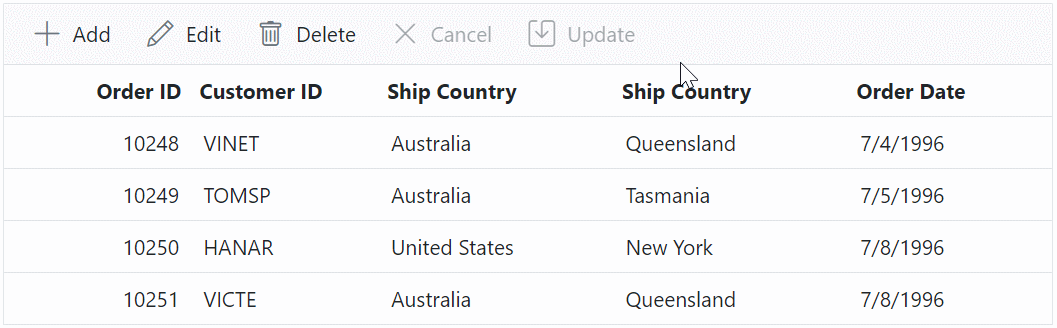 Add Edit Delete Cancel Update
Order ID Customer ID Ship Country Ship Country Order Date
10248 VINET Australia Queensland 7/4/1996
10249 TOMSP Australia Tasmania 7/5/1996
10250 HANAR United States New York 7/8/1996
10251 VICTE Australia Queensland 7/8/1996